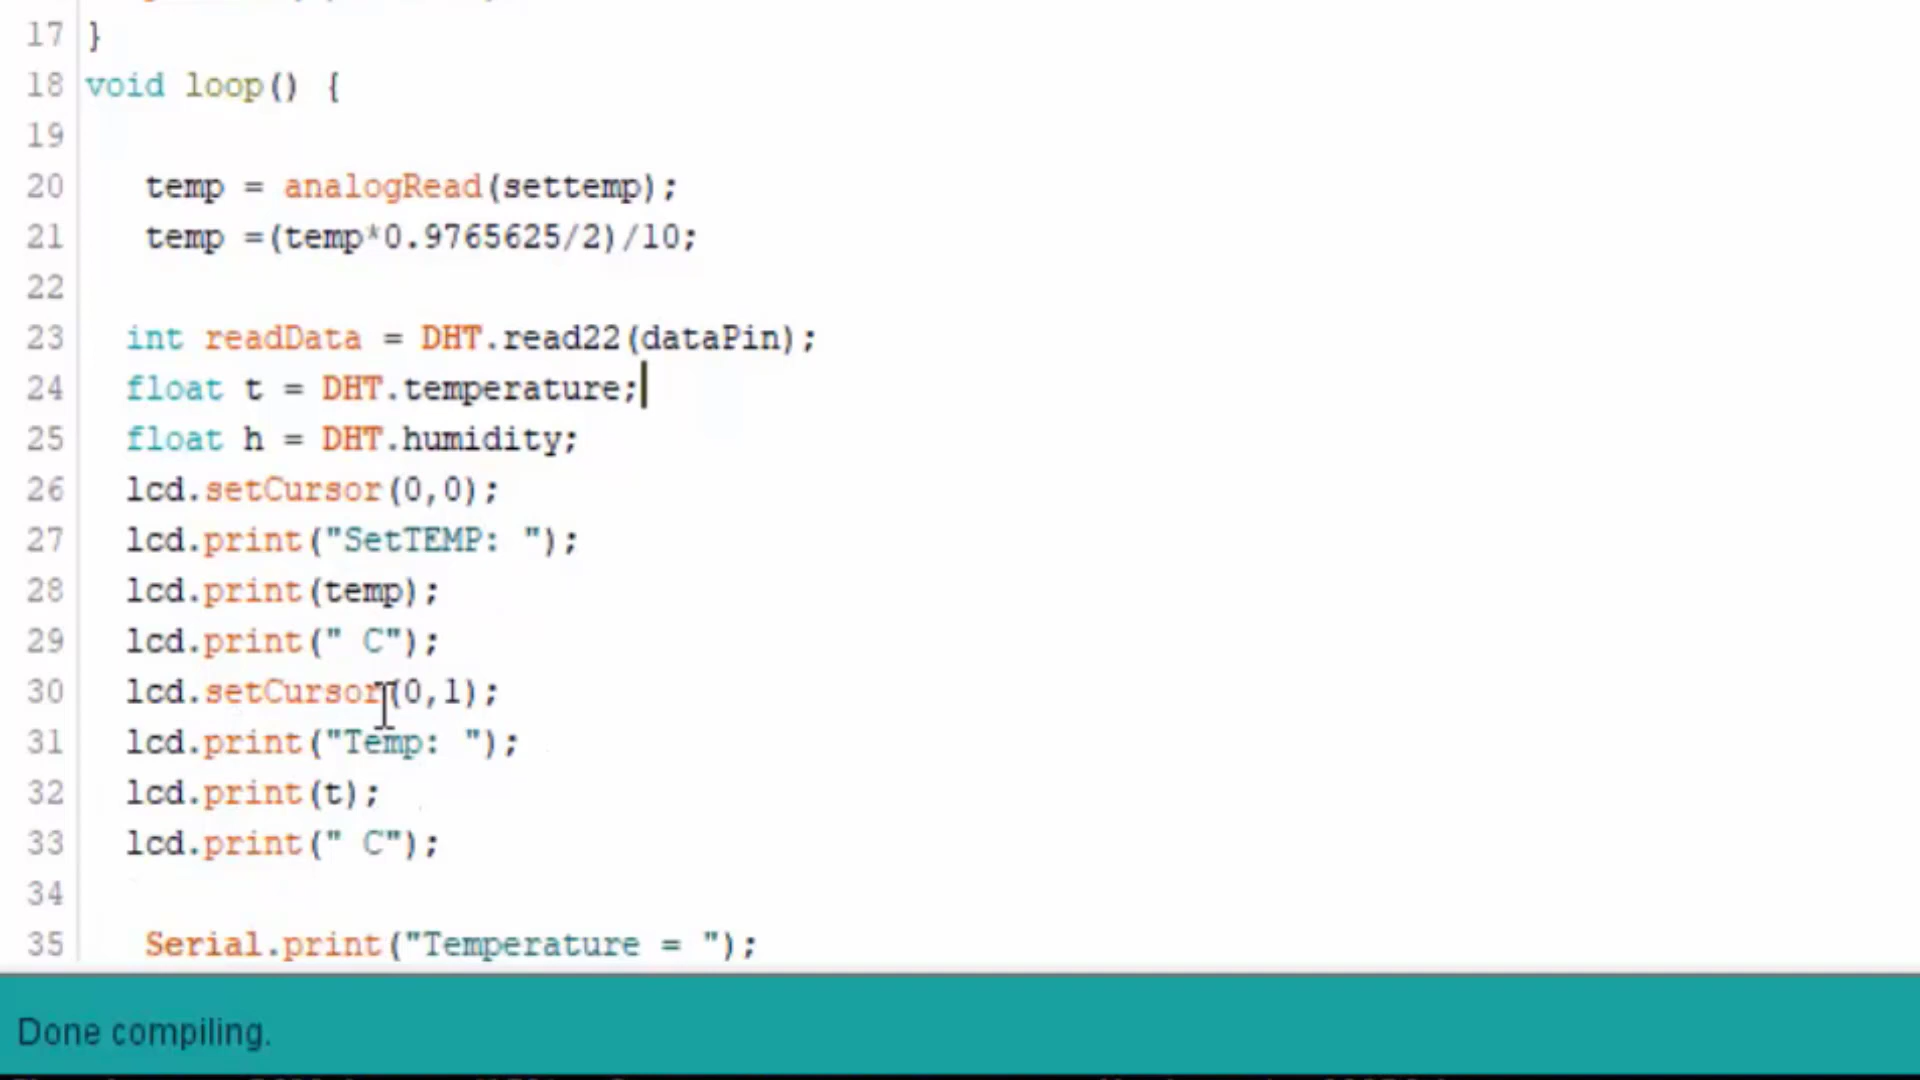 17 }
18 void loop() {
19
20 temp = analogRead(settemp);
21 temp =(temp*0.9765625/2)/10;
22
23 int readData = DHT.read22(dataPin);
24 float t = DHT.temperature;
25 float h = DHT.humidity;
26 lcd.setCursor(0,0);
27 lcd.print("SetTEMP: ");
28 lcd.print(temp);
29 lcd.print(" C");
30 lcd.setCursor(0,1);
31 lcd.print("Temp: ");
32 lcd.print(t);
33 lcd.print(" C");
34
35 Serial.print("Temperature = ");
Done compiling.